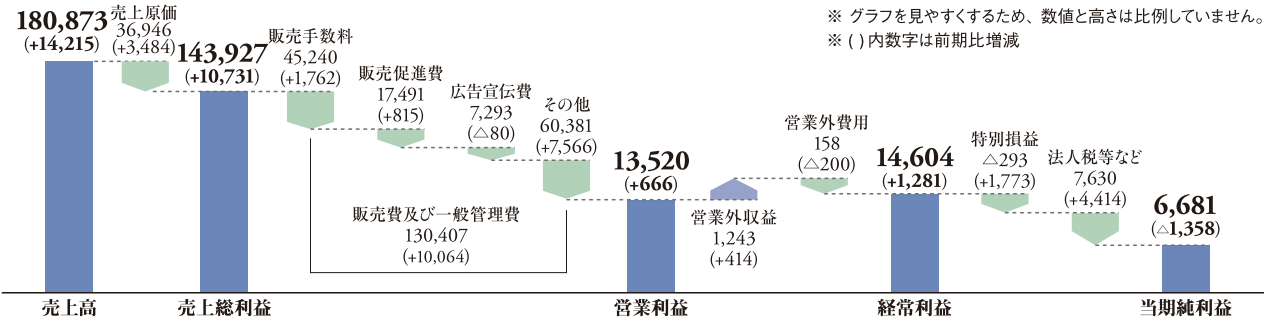 ※ グラフを見やすくするため、数値と高さは比例していません。
※ ( ) 内数字は前期比増減
180,873
(+14,215)
売上原価
36,946
(+3,484)
143,927
(+10,731)
販売手数料
45,240
(+1,762)
販売促進費
17,491
(+815)
広告宣伝費
7,293
(△80)
その他
60,381
(+7,566)
販売費及び一般管理費
130,407
(+10,064)
13,520
(+666)
営業外収益
1,243
(+414)
営業外費用
158
(△200)
14,604
(+1,281)
特別損益
△293
(+1,773)
法人税等など
7,630
(+4,414)
6,681
(△1,358)
売上高
売上総利益
営業利益
経常利益
当期純利益